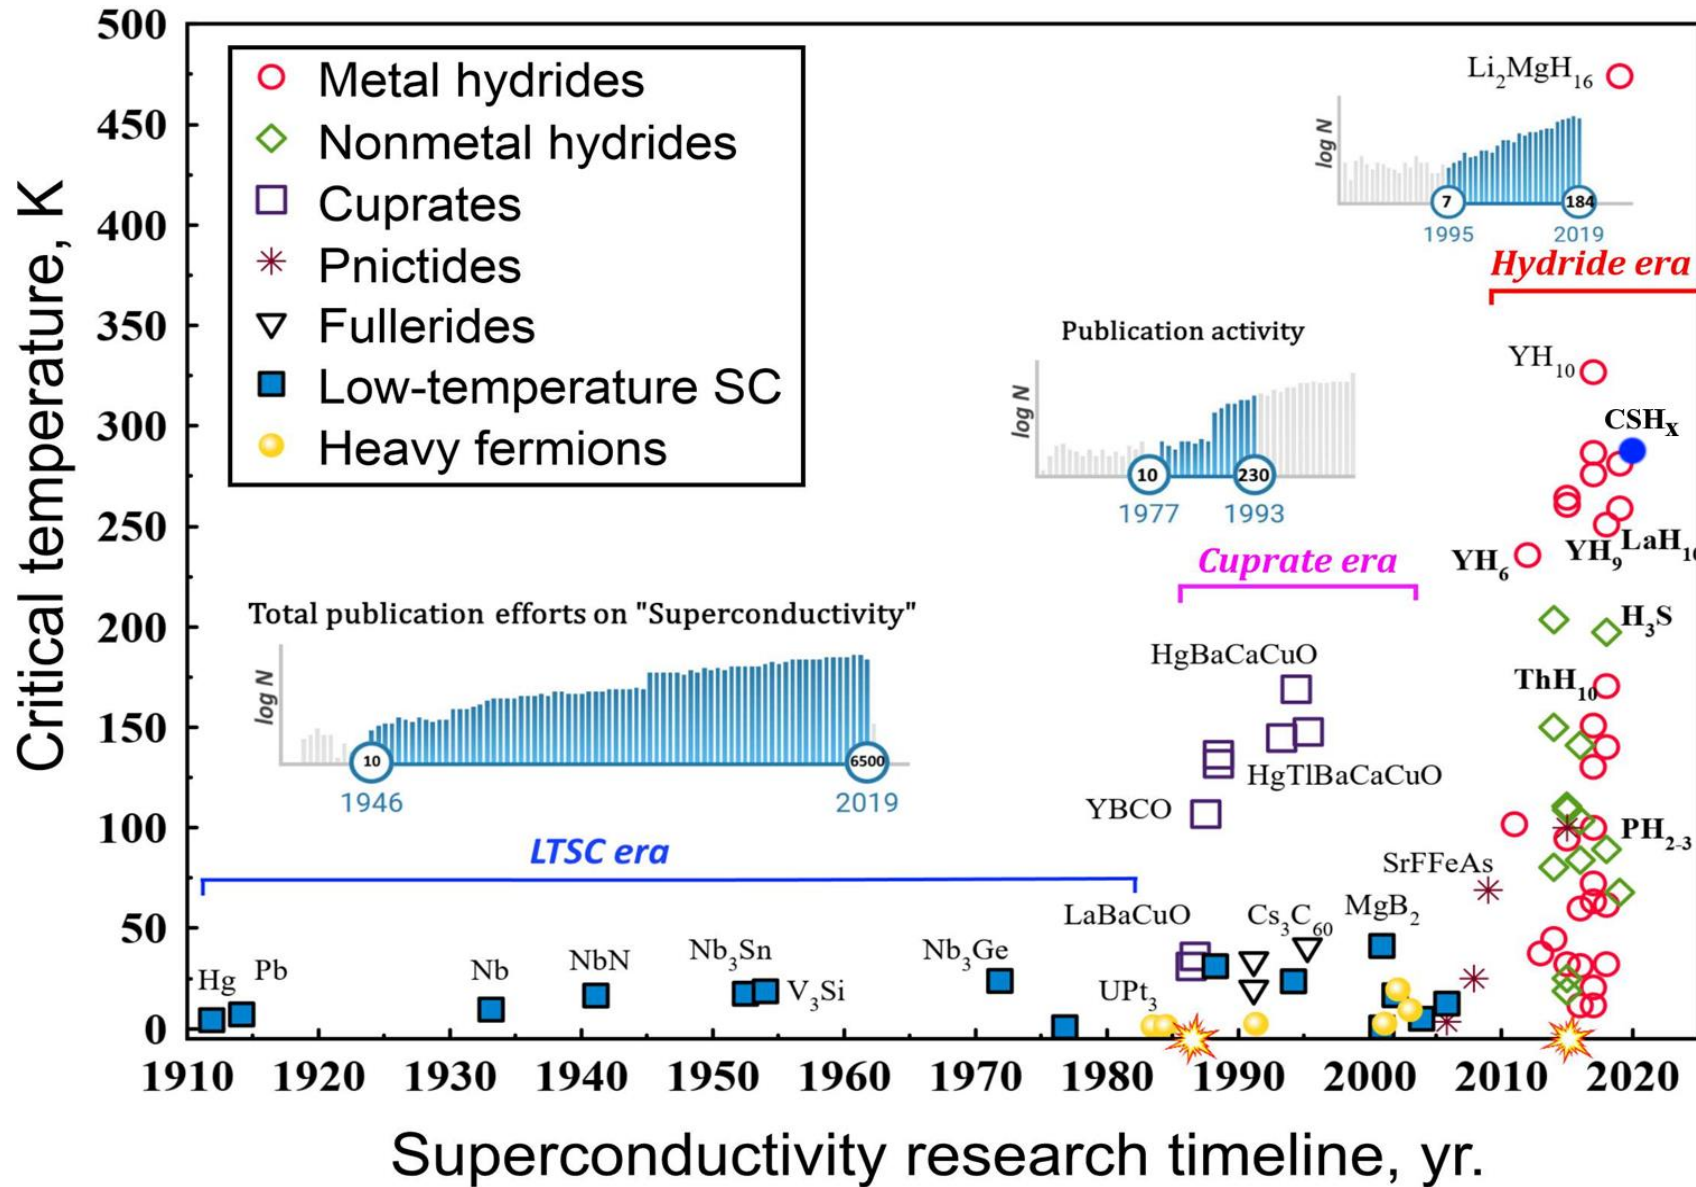 500
450
400
350
300
250
200
150
100
50
0
Critical temperature, K
Metal hydrides
Nonmetal hydrides
Cuprates
Pnictides
Fullerides
Low-temperature SC
Heavy fermions
Li₂MgH₁₆
log N
7
184
1995
2019
Hydride era
Publication activity
log N
10
230
1977
1993
Cuprate era
YH₁₀
CSHₓ
YH₆
YH₉
LaH₁₀
H₃S
ThH₁₀
PH₂₋₃
Total publication efforts on "Superconductivity"
log N
10
6500
1946
2019
LTSC era
HgBaCaCuO
HgTlBaCaCuO
YBCO
SrFFeAs
LaBaCuO
Cs₃C₆₀
MgB₂
Hg
Pb
Nb
NbN
Nb₃Sn
V₃Si
Nb₃Ge
UPt₃
1910
1920
1930
1940
1950
1960
1970
1980
1990
2000
2010
2020
Superconductivity research timeline, yr.